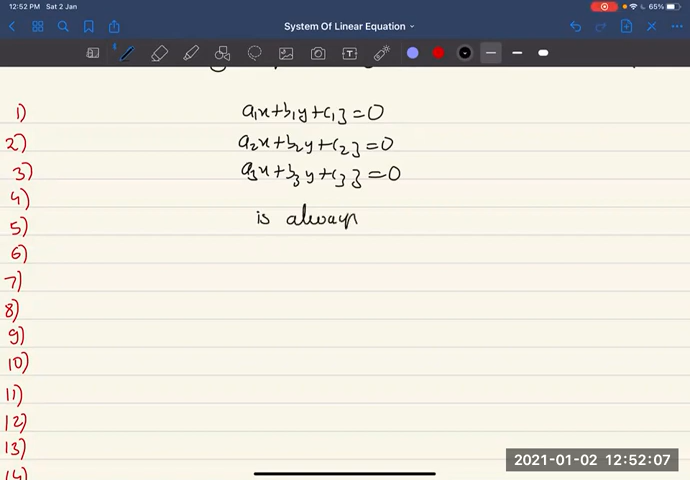 12:52 PM Sat 2 Jan 65%
System Of Linear Equation
1) a₁x+b₁y+c₁z=0
2) a₂x+b₂y+c₂z=0
3) a₃x+b₃y+c₃z=0
4)
5) is always
6)
7)
8)
9)
10)
11)
12)
13)
14)
2021-01-02 12:52:07